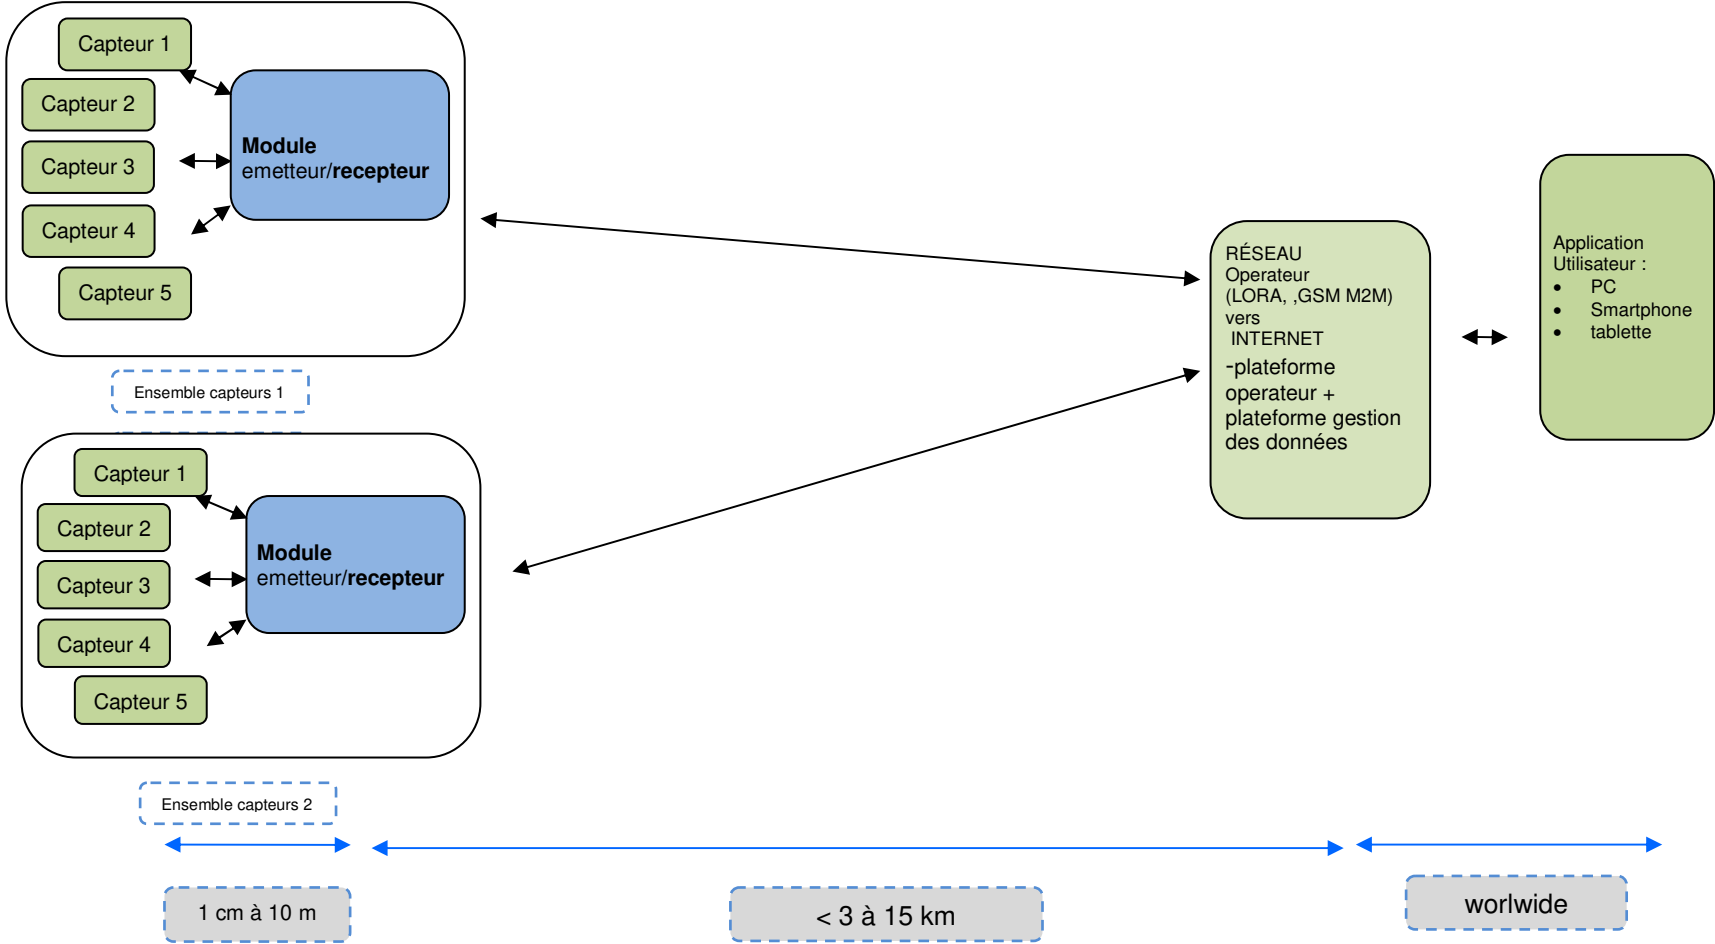 Capteur 1
Capteur 2
Capteur 3
Capteur 4
Capteur 5
Module
emetteur/recepteur
Ensemble capteurs 1
Capteur 1
Capteur 2
Capteur 3
Capteur 4
Capteur 5
Module
emetteur/recepteur
Ensemble capteurs 2
RÉSEAU
Operateur
(LORA, ,GSM M2M)
vers
INTERNET
-plateforme
operateur +
plateforme gestion
des données
Application
Utilisateur :
• PC
• Smartphone
• tablette
1 cm à 10 m
< 3 à 15 km
worlwide